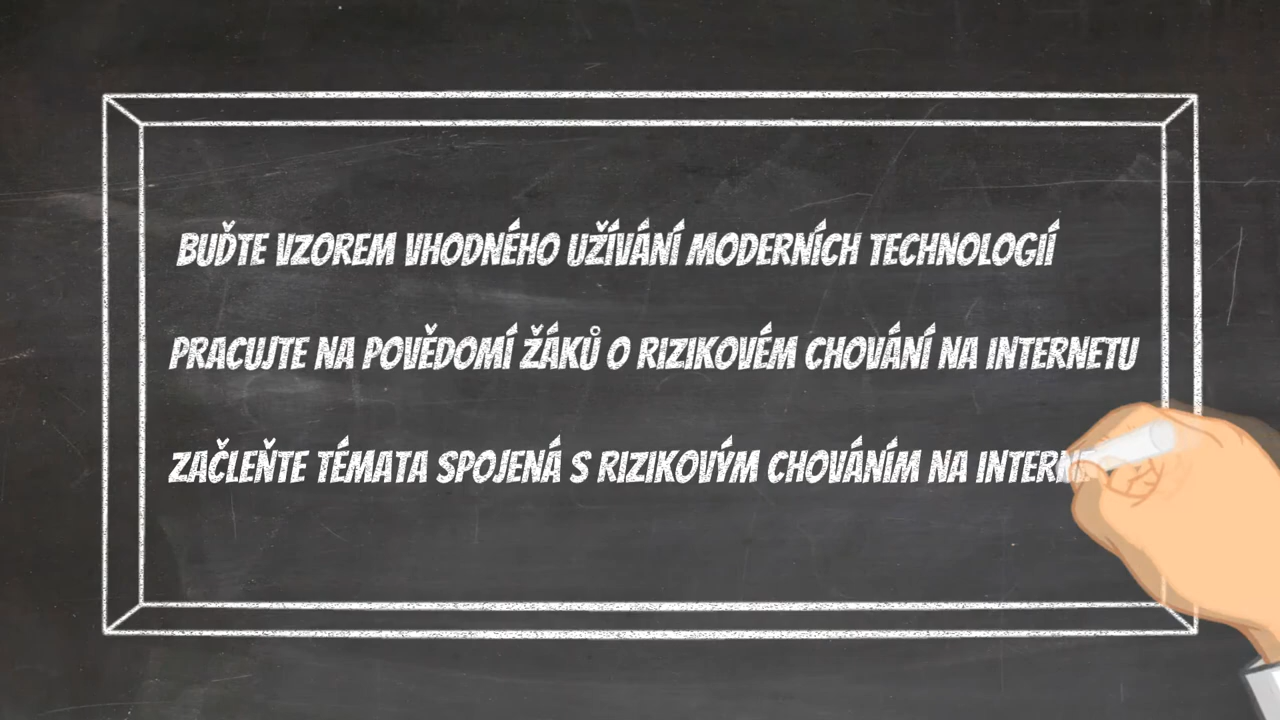 BUĎTE VZOREM VHODNÉHO UŽÍVÁNÍ MODERNÍCH TECHNOLOGIÍ
PRACUJTE NA POVĚDOMÍ ŽÁKŮ O RIZIKOVÉM CHOVÁNÍ NA INTERNETU
ZAČLEŇTE TÉMATA SPOJENÁ S RIZIKOVÝM CHOVÁNÍM NA